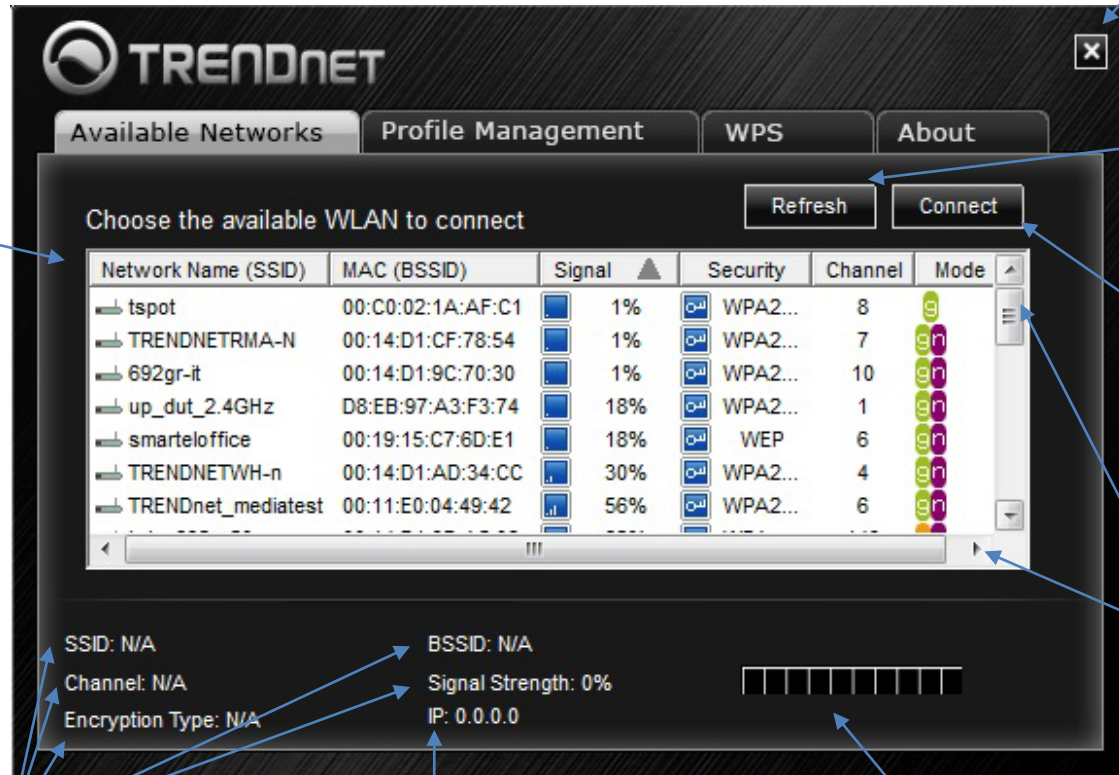 TRENDNET
Available Networks Profile Management WPS About
Refresh Connect
Choose the available WLAN to connect
Network Name (SSID) MAC (BSSID) Signal Security Channel Mode
tspot 00:C0:02:1A:AF:C1 1% WPA2... 8 g
TRENDNETRMA-N 00:14:D1:CF:78:54 1% WPA2... 7 gn
692gr-it 00:14:D1:9C:70:30 1% WPA2... 10 gn
up_dut_2.4GHz D8:EB:97:A3:F3:74 18% WPA2... 1 gn
smarteloffice 00:19:15:C7:6D:E1 18% WEP 6 gn
TRENDNETWH-n 00:14:D1:AD:34:CC 30% WPA2... 4 gn
TRENDnet_mediatest 00:11:E0:04:49:42 56% WPA2... 6 gn
SSID: N/A BSSID: N/A
Channel: N/A Signal Strength: 0%
Encryption Type: N/A IP: 0.0.0.0